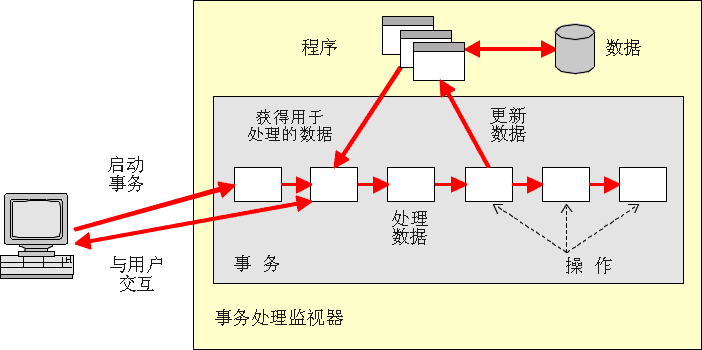 程序
数据
获得用于
处理的数据
更新
数据
启动
事务
处理
数据
与用户
交互
事 务
操 作
事务处理监视器